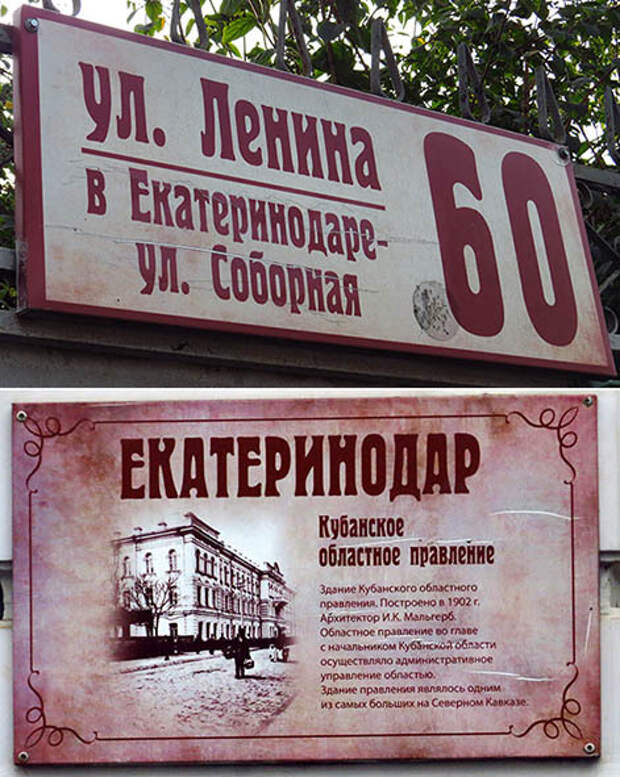 ул. Ленина
в Екатеринодаре-
ул. Соборная
60
ЕКАТЕРИНОДАР
Кубанское
областное правление
Здание Кубанского областного
правления. Построено в 1902 г.
Архитектор И.К. Мальгерб.
Областное правление во главе
с начальником Кубанской области
осуществляло административное
управление областью.
Здание правления являлось одним
из самых больших на Северном Кавказе.